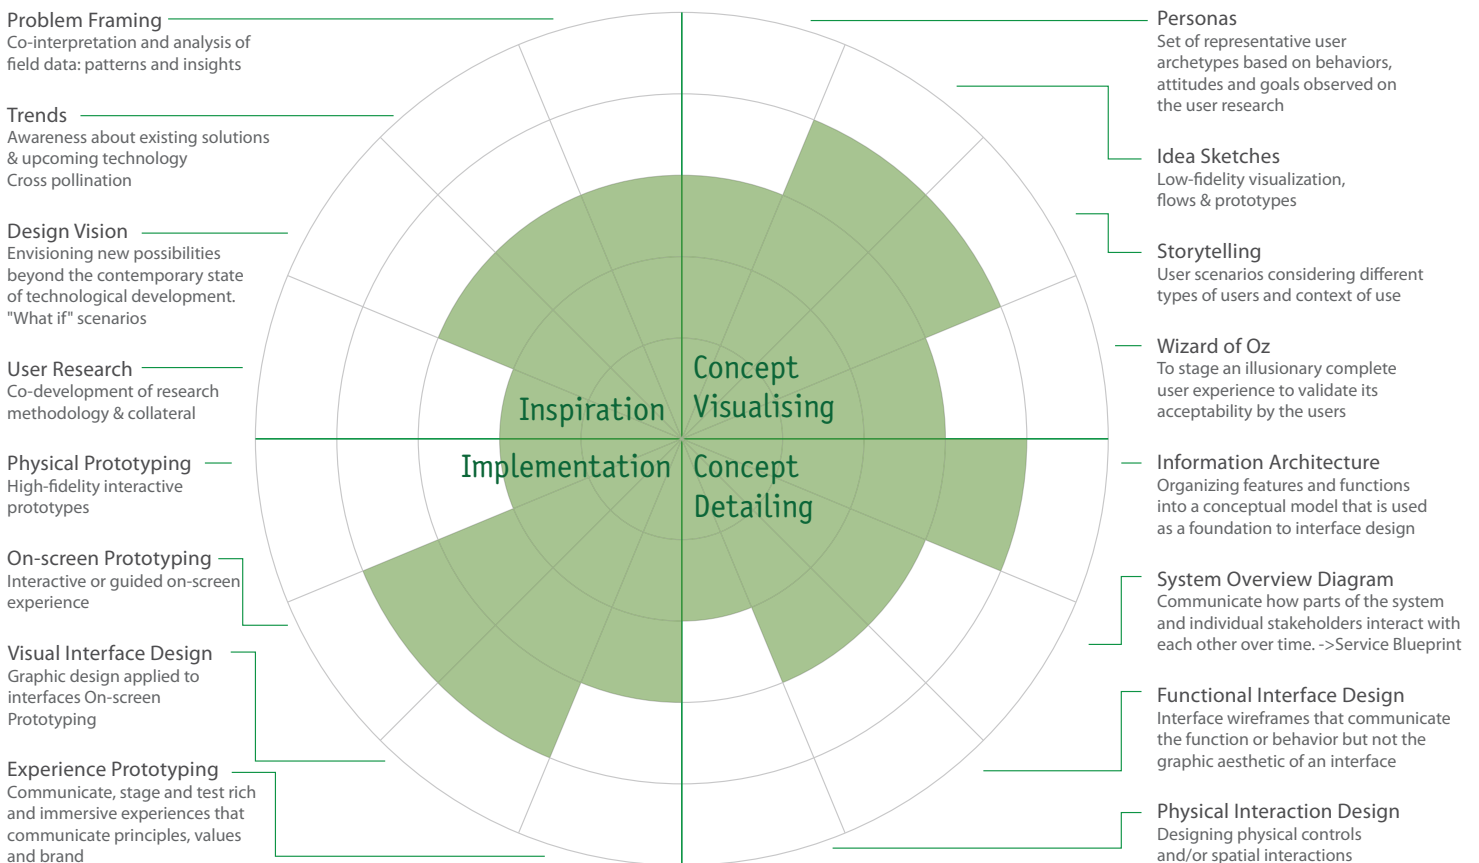 Problem Framing
Co-interpretation and analysis of
field data: patterns and insights
Trends
Awareness about existing solutions
& upcoming technology
Cross pollination
Design Vision
Envisioning new possibilities
beyond the contemporary state
of technological development.
"What if" scenarios
User Research
Co-development of research
methodology & collateral
Physical Prototyping
High-fidelity interactive
prototypes
On-screen Prototyping
Interactive or guided on-screen
experience
Visual Interface Design
Graphic design applied to
interfaces On-screen
Prototyping
Experience Prototyping
Communicate, stage and test rich
and immersive experiences that
communicate principles, values
and brand
Inspiration
Concept
Visualising
Implementation
Concept
Detailing
Personas
Set of representative user
archetypes based on behaviors,
attitudes and goals observed on
the user research
Idea Sketches
Low-fidelity visualization,
flows & prototypes
Storytelling
User scenarios considering different
types of users and context of use
Wizard of Oz
To stage an illusionary complete
user experience to validate its
acceptability by the users
Information Architecture
Organizing features and functions
into a conceptual model that is used
as a foundation to interface design
System Overview Diagram
Communicate how parts of the system
and individual stakeholders interact with
each other over time. ->Service Blueprint
Functional Interface Design
Interface wireframes that communicate
the function or behavior but not the
graphic aesthetic of an interface
Physical Interaction Design
Designing physical controls
and/or spatial interactions